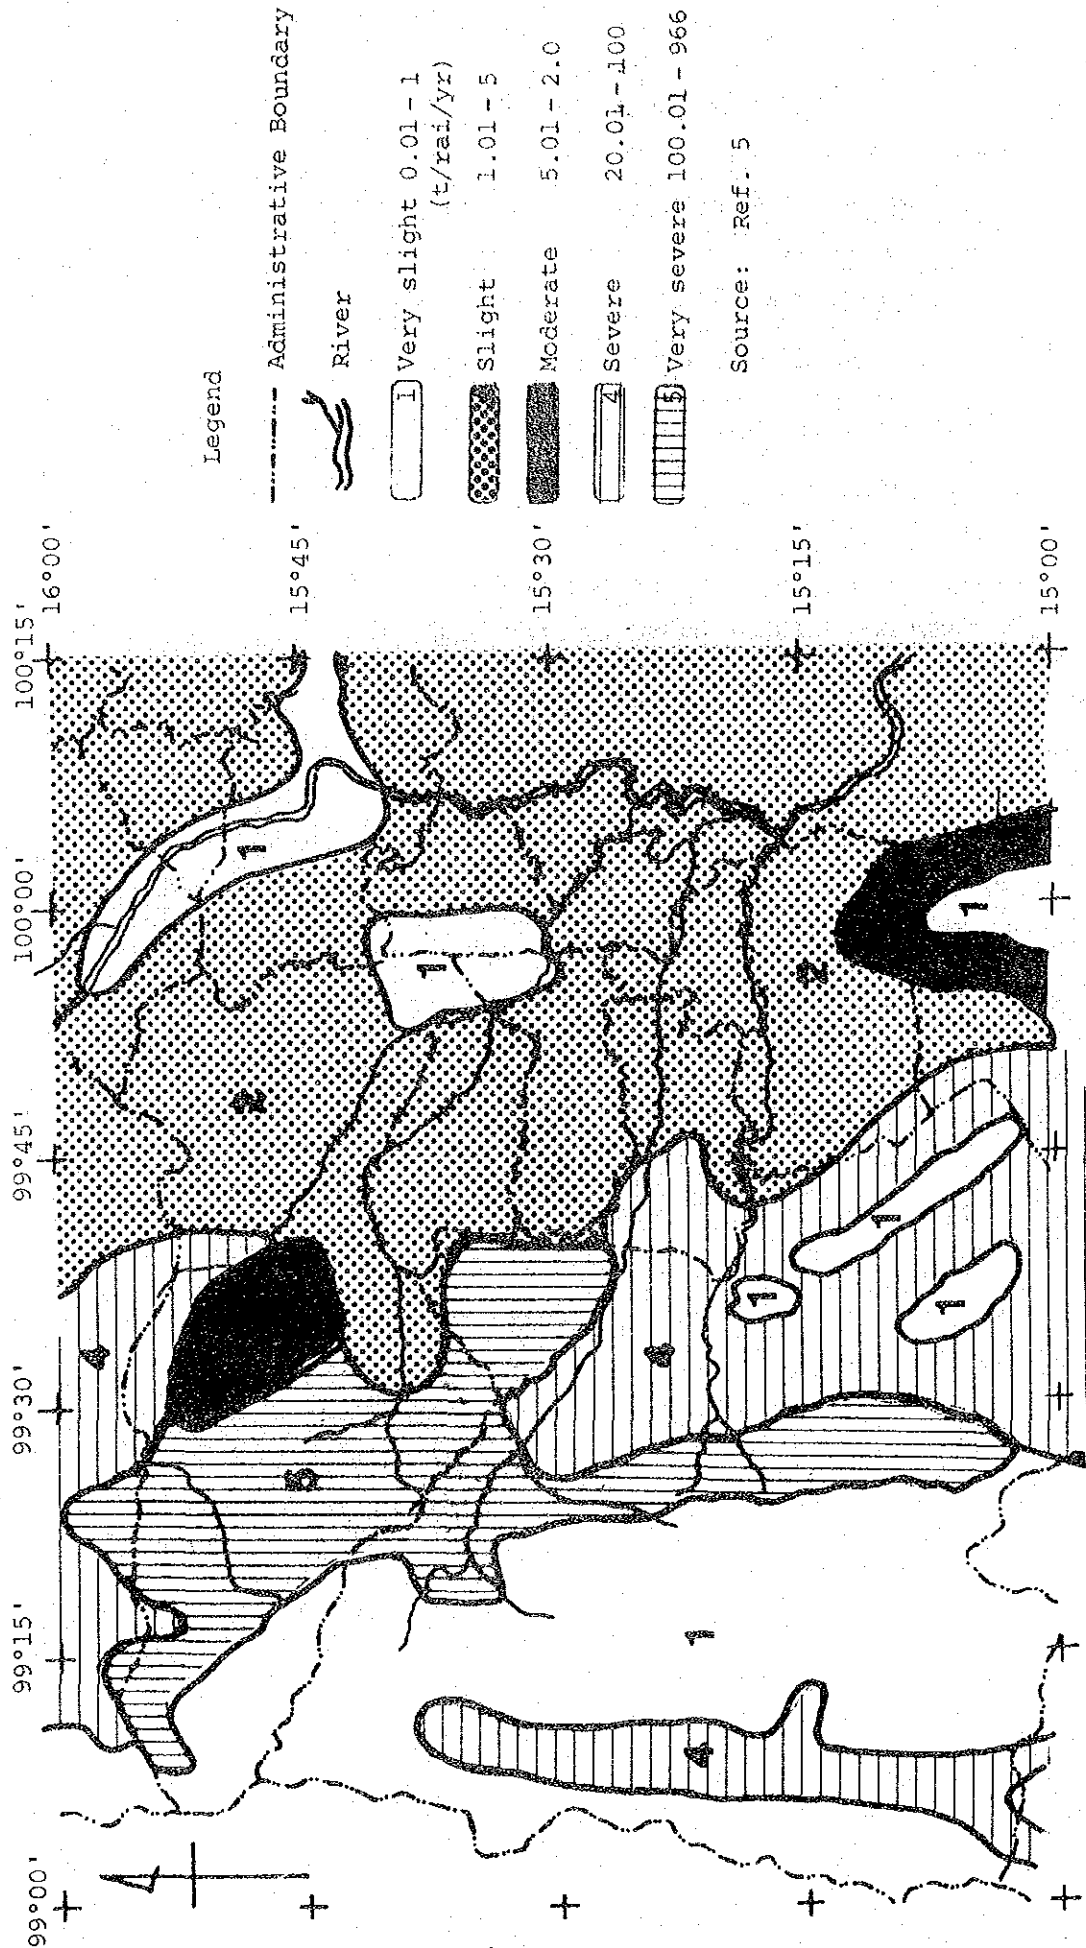 99°00'
99°15'
99°30'
99°45'
100°00'
100°15'
16°00'
15°45'
15°30'
15°15'
15°00'
4
5
2
1
1
4
1
4
1
1
1
2
1
Legend
Administrative Boundary
River
1 Very slight 0.01 - 1
(t/rai/yr)
Slight 1.01 - 5
Moderate 5.01 - 2.0
4 Severe 20.01 - 100
5 Very severe 100.01 - 966
Source: Ref. 5